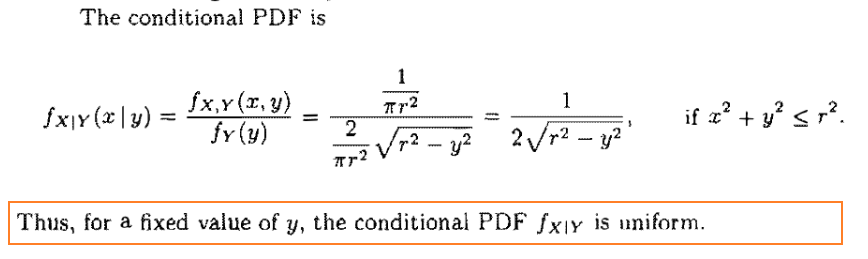 The conditional PDF is
f_{X|Y}(x | y) = \frac{f_{X,Y}(x, y)}{f_Y(y)} = \frac{\frac{1}{\pi r^2}}{\frac{2}{\pi r^2} \sqrt{r^2 - y^2}} = \frac{1}{2\sqrt{r^2 - y^2}}, if x^2 + y^2 ≤ r^2.
Thus, for a fixed value of y, the conditional PDF f_{X|Y} is uniform.